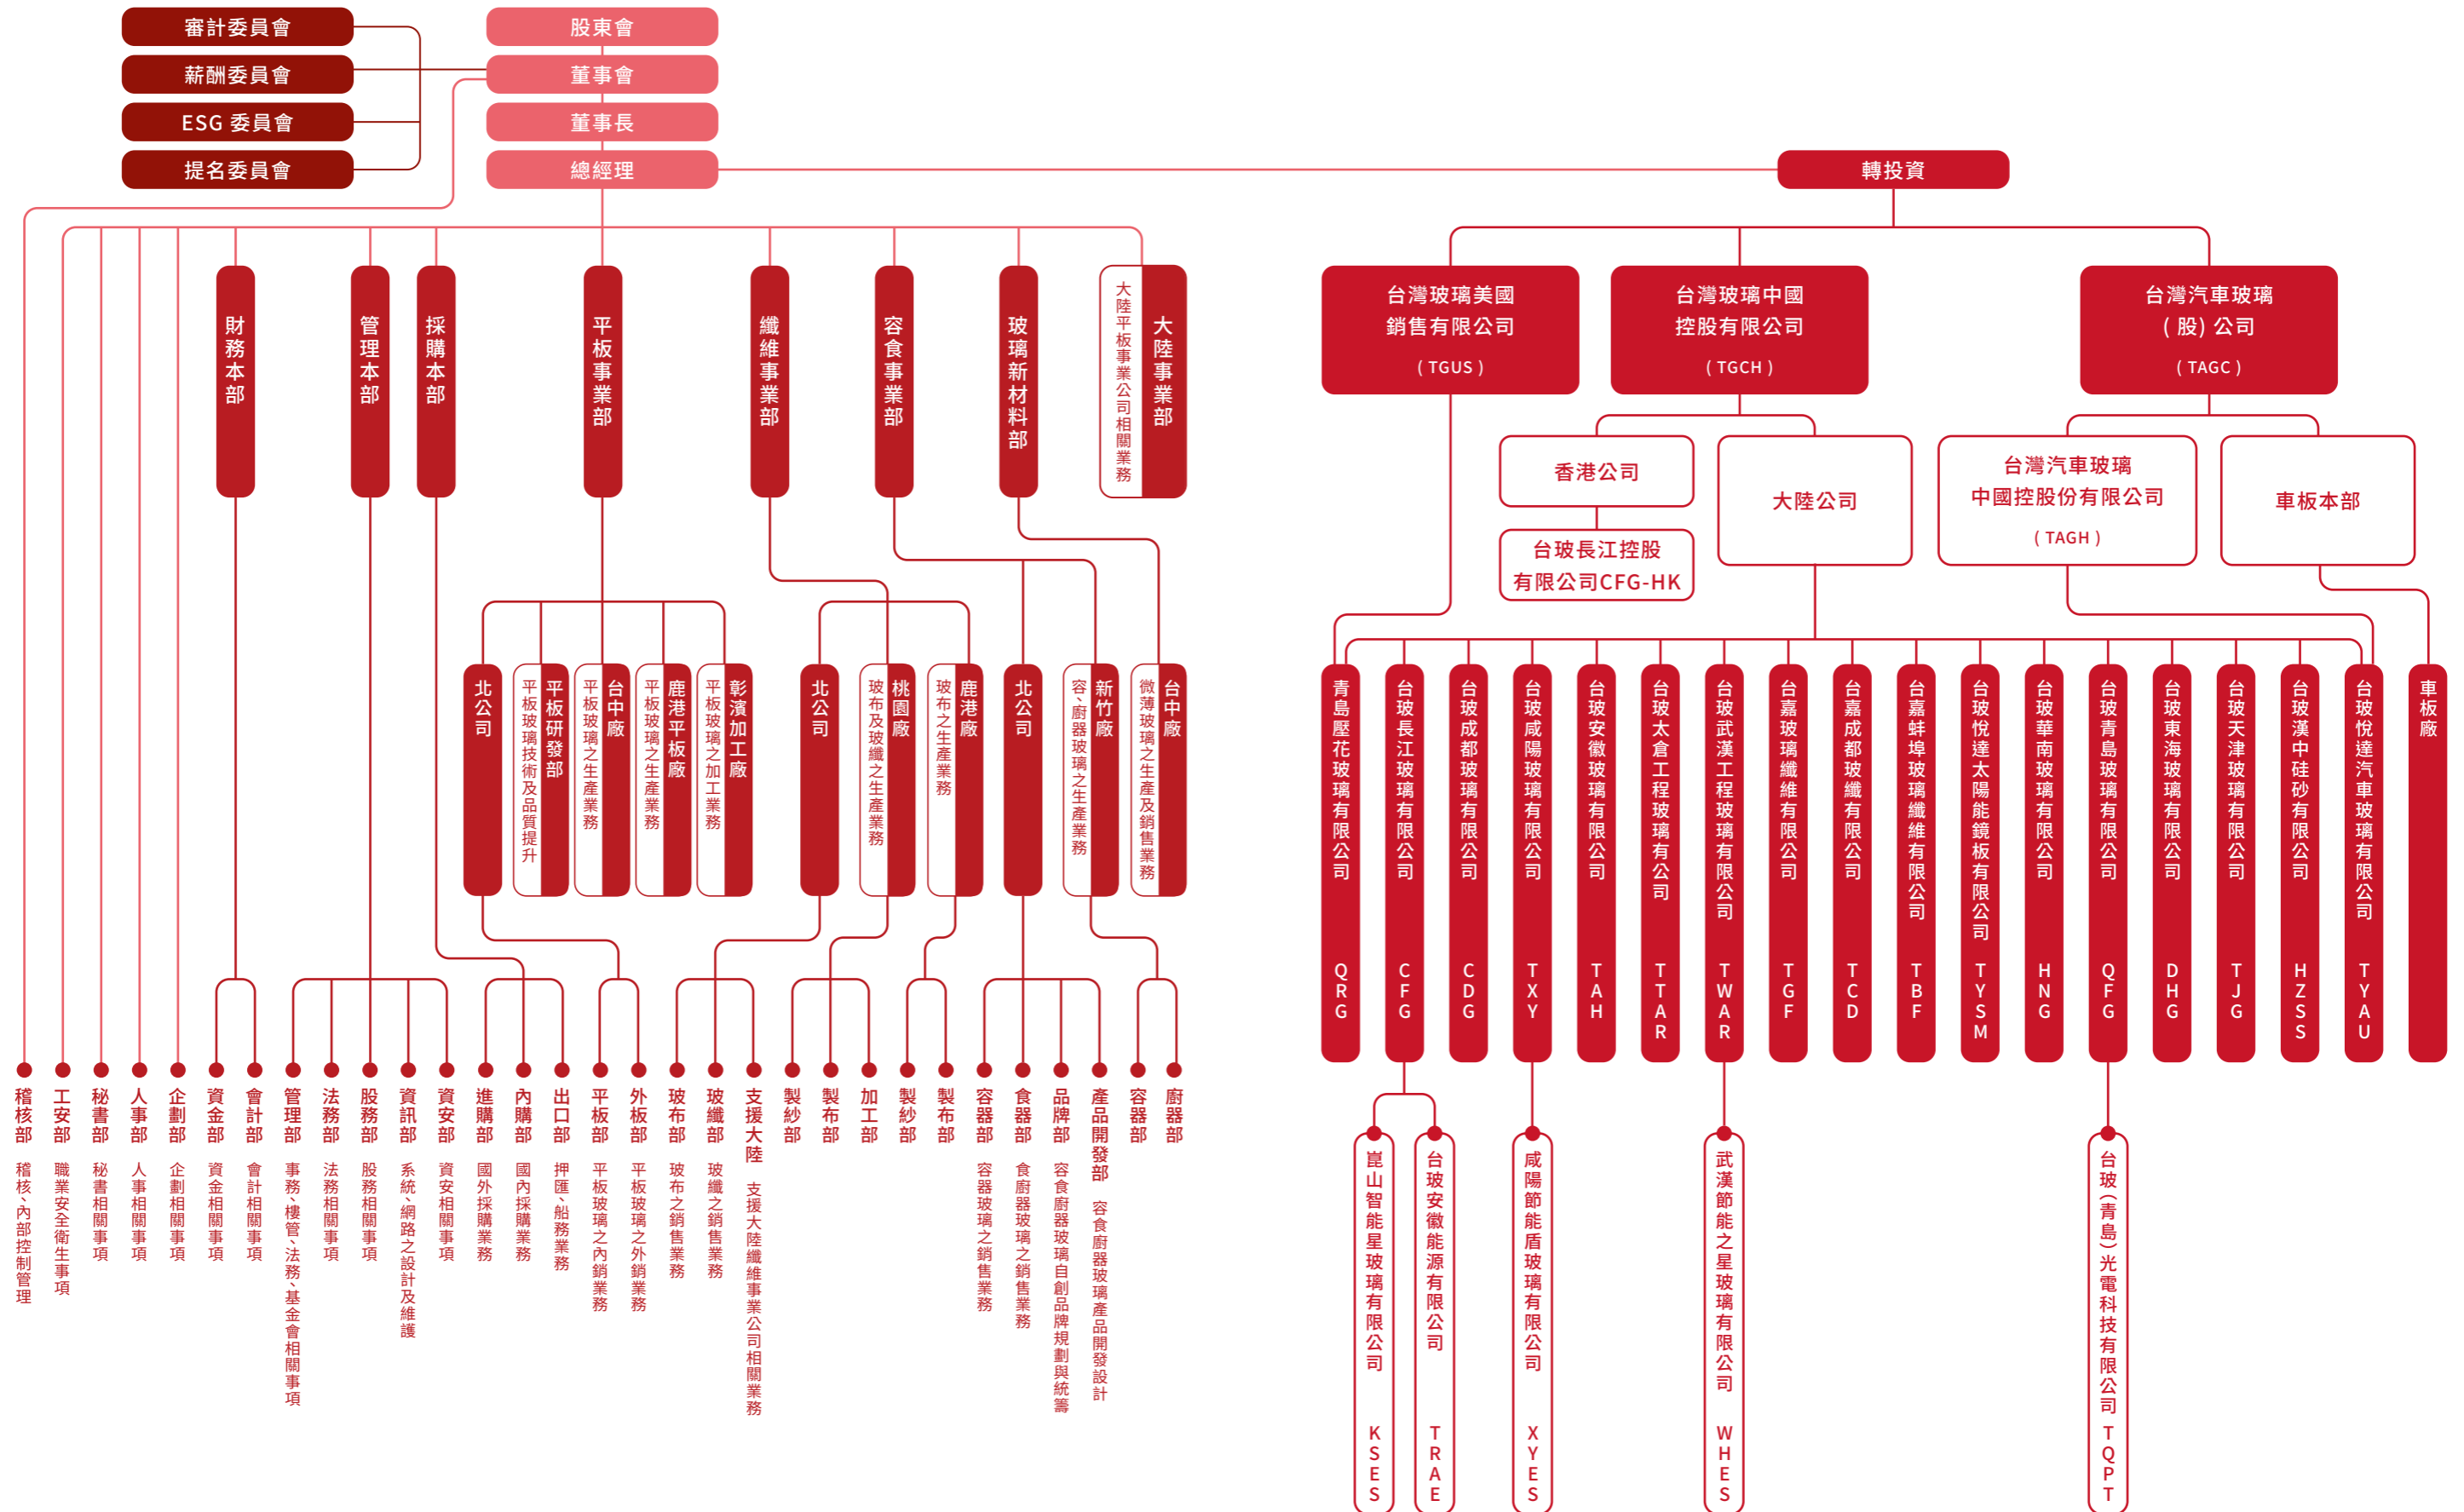 審計委員會
薪酬委員會
ESG 委員會
提名委員會
股東會
董事會
董事長
總經理
轉投資
財務本部
管理本部
採購本部
平板事業部
纖維事業部
容食事業部
玻璃新材料部
大陸事業部
大陸平板事業公司相關業務
台灣玻璃美國
銷售有限公司
( TGUS )
台灣玻璃中國
控股有限公司
( TGCH )
台灣汽車玻璃
( 股) 公司
( TAGC )
香港公司
台玻長江控股
有限公司CFG-HK
大陸公司
台灣汽車玻璃
中國控股份有限公司
( TAGH )
車板本部
北公司
平板研發部
平板玻璃技術及品質提升
台中廠
平板玻璃之生產業務
鹿港平板廠
平板玻璃之生產業務
彰濱加工廠
平板玻璃之加工業務
北公司
桃園廠
玻布及玻纖之生產業務
鹿港廠
玻布之生產業務
北公司
新竹廠
容、廚器玻璃之生產業務
台中廠
微薄玻璃之生產及銷售業務
青島壓花玻璃有限公司 QRG
台玻長江玻璃有限公司 CFG
台玻成都玻璃有限公司 CDG
台玻咸陽玻璃有限公司 TXY
台玻安徽玻璃有限公司 TAH
台玻太倉工程玻璃有公司 TTAR
台玻武漢工程玻璃有限公司 TWAR
台嘉玻璃纖維有限公司 TGF
台嘉成都玻纖有限公司 TCD
台嘉蚌埠玻璃纖維有限公司 TBF
台玻悅達太陽能鏡板有限公司 TYSM
台玻華南玻璃有限公司 HNG
台玻青島玻璃有限公司 QFG
台玻東海玻璃有限公司 DHG
台玻天津玻璃有限公司 TJG
台玻漢中硅砂有限公司 HZSS
台玻悅達汽車玻璃有限公司 TYAU
車板廠
稽核部 稽核、內部控制管理
工安部 職業安全衛生事項
秘書部 秘書相關事項
人事部 人事相關事項
企劃部 企劃相關事項
資金部 資金相關事項
會計部 會計相關事項
管理部 事務、樓管、法務、基金會相關事項
法務部 法務相關事項
股務部 股務相關事項
資訊部 系統、網路之設計及維護
資安部 資安相關事項
進購部 國外採購業務
內購部 國內採購業務
出口部 押匯、船務業務
平板部 平板玻璃之內銷業務
外板部 平板玻璃之外銷業務
玻布部 玻布之銷售業務
玻纖部 玻纖之銷售業務
支援大陸 支援大陸纖維事業公司相關業務
製紗部
製布部
加工部
製紗部
製布部
容器部 容器玻璃之銷售業務
食器部 食廚器玻璃之銷售業務
品牌部 容食廚器玻璃自創品牌規劃與統籌
產品開發部 容食廚器玻璃產品開發設計
容器部
廚器部
崑山智能星玻璃有限公司 KSES
台玻安徽能源有限公司 TRAE
咸陽節能盾玻璃有限公司 XYES
武漢節能之星玻璃有限公司 WHES
台玻(青島)光電科技有限公司 TQPT